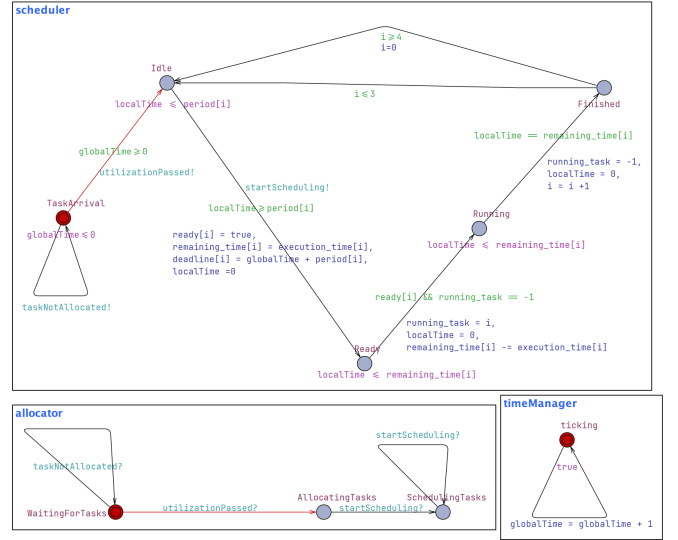 scheduler
i ≥ 4
i=0
Idle
i ≤ 3
Finished
localTime ≤ period[i]
localTime == remaining_time[i]
globalTime ≥ 0
running_task = -1,
localTime = 0,
i = i +1
utilizationPassed!
startScheduling!
TaskArrival
localTime ≥ period[i]
Running
globalTime ≤ 0
ready[i] = true,
remaining_time[i] = execution_time[i],
deadline[i] = globalTime + period[i],
localTime =0
localTime ≤ remaining_time[i]
taskNotAllocated!
ready[i] && running_task == -1
running_task = i,
localTime = 0,
remaining_time[i] -= execution_time[i]
Ready
localTime ≤ remaining_time[i]
allocator
startScheduling?
taskNotAllocated?
AllocatingTasks
SchedulingTasks
WaitingForTasks
utilizationPassed?
startScheduling?
timeManager
ticking
true
globalTime = globalTime + 1